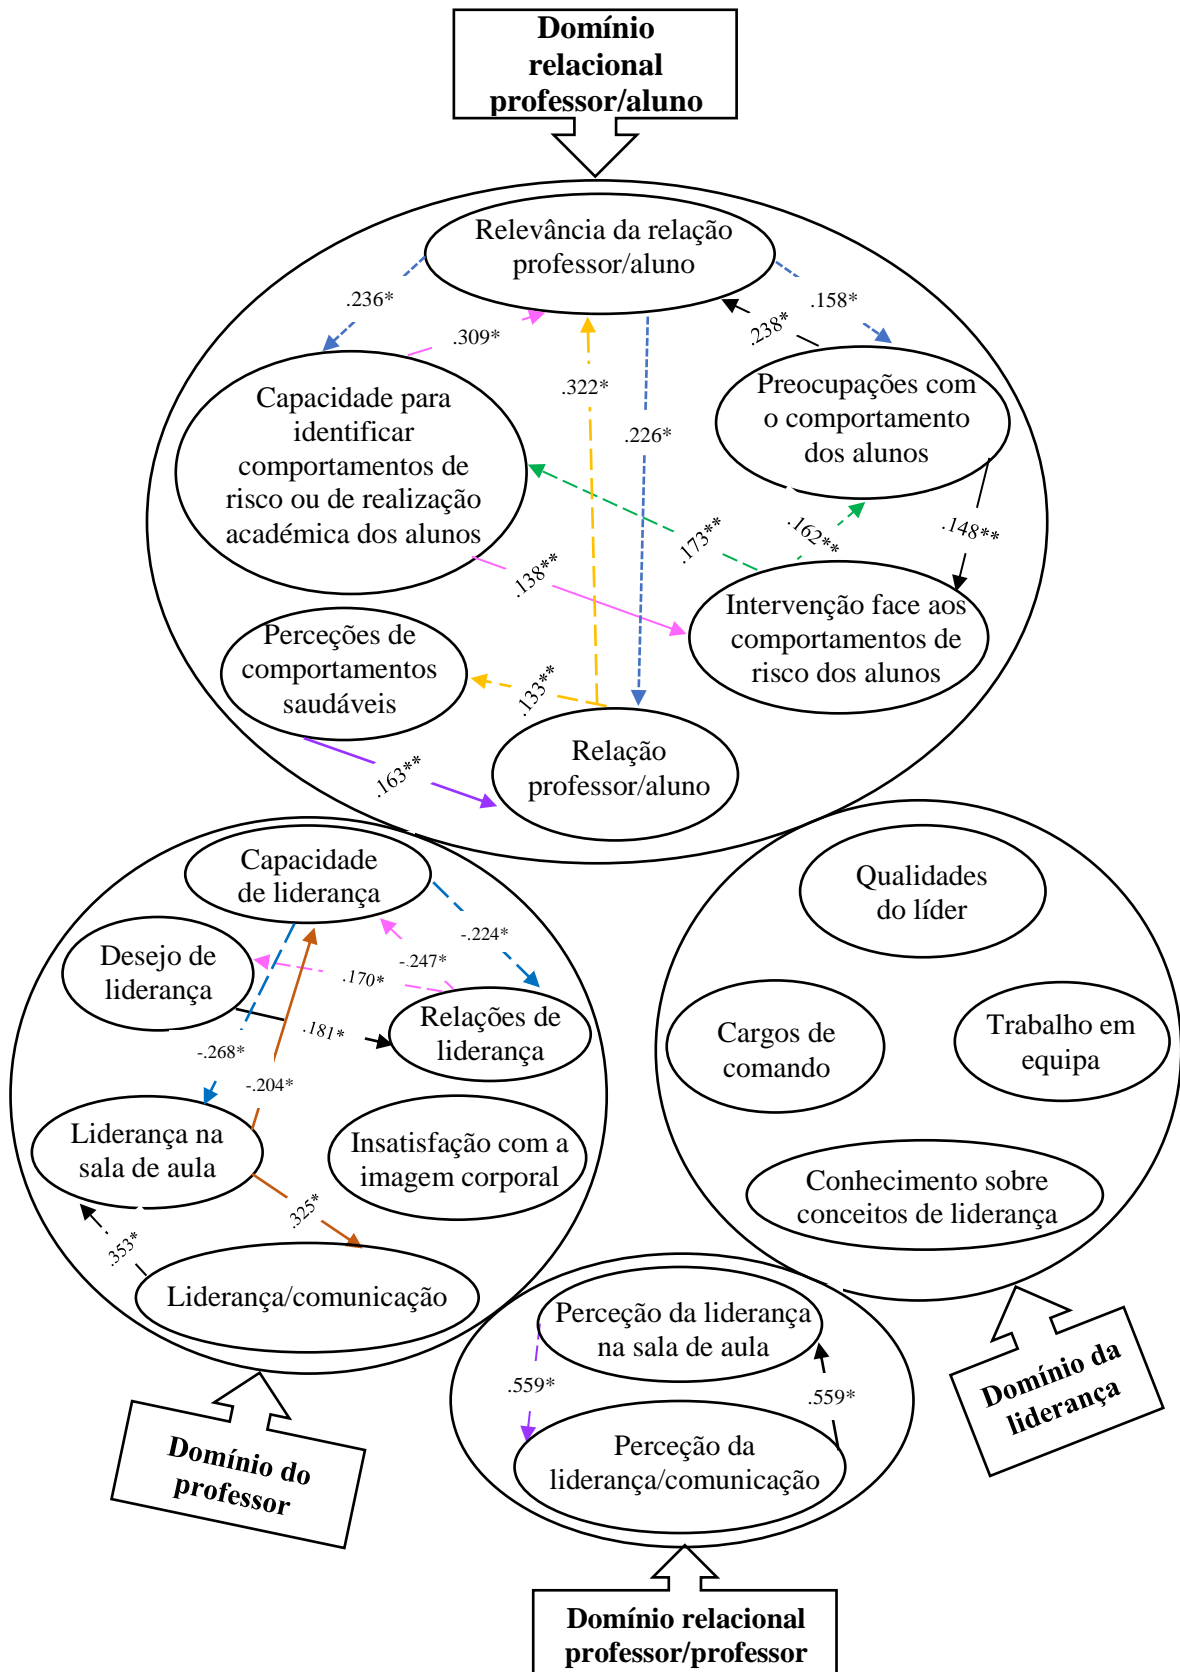 Domínio
relacional
professor/aluno
Relevância da relação
professor/aluno
.236*
.158*
.309*
.238*
.322*
Capacidade para
identificar
comportamentos de
risco ou de realização
académica dos alunos
Preocupações com
o comportamento
dos alunos
.226*
.173**
.162**
.148**
.138**
Intervenção face aos
comportamentos de
risco dos alunos
Perceções de
comportamentos
saudáveis
.133**
.163**
Relação
professor/aluno
Capacidade
de liderança
Desejo de
liderança
-.224*
-.247*
.170*
.181*
Relações de
liderança
-.268*
-.204*
Liderança na
sala de aula
Insatisfação com a
imagem corporal
.325*
.353*
Liderança/comunicação
Qualidades
do líder
Cargos de
comando
Trabalho em
equipa
Conhecimento sobre
conceitos de liderança
Perceção da liderança
na sala de aula
.559*
.559*
Perceção da
liderança/comunicação
Domínio da
liderança
Domínio do
professor
Domínio relacional
professor/professor